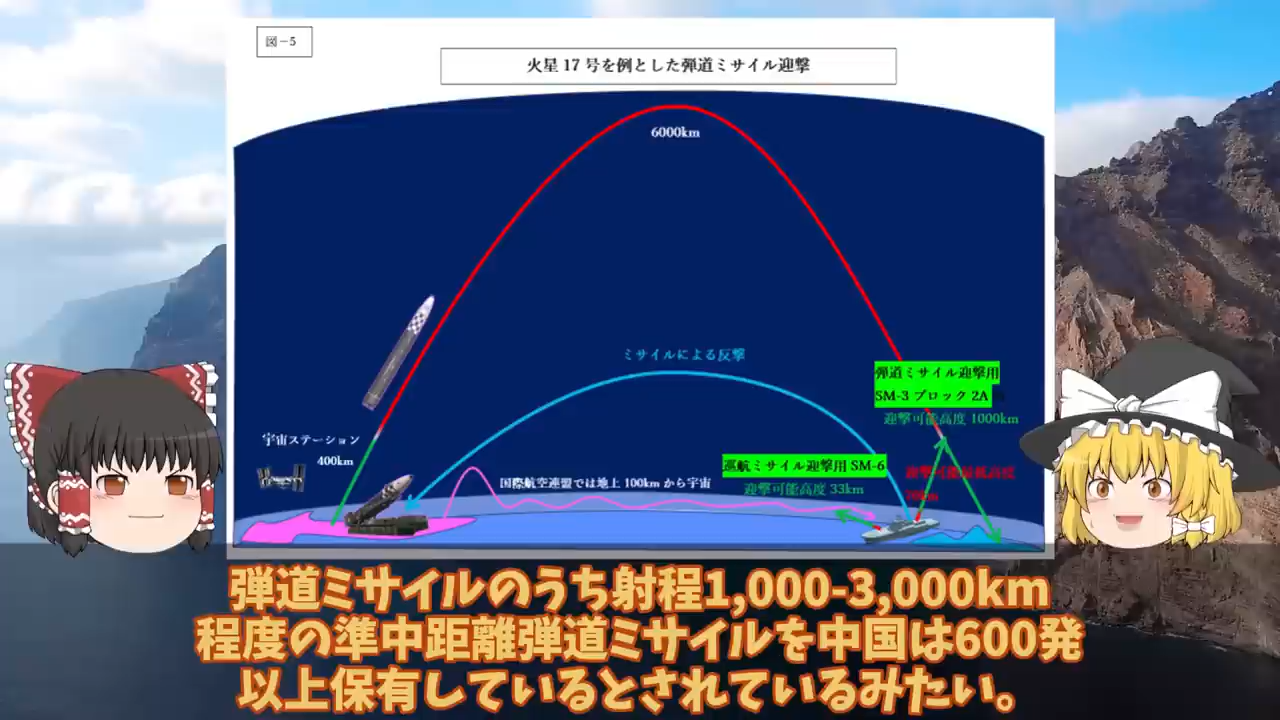 図－5
火星 17 号を例とした弾道ミサイル迎撃
6000km
ミサイルによる反撃
弾道ミサイル迎撃用
SM-3 ブロック 2A
迎撃可能高度 1000km
宇宙ステーション
400km
巡航ミサイル迎撃用 SM-6
迎撃可能高度 33km
国際航空連盟では地上 100km から宇宙
弾道ミサイルのうち射程1,000-3,000km
程度の準中距離弾道ミサイルを中国は600発
以上保有しているとされているみたい。